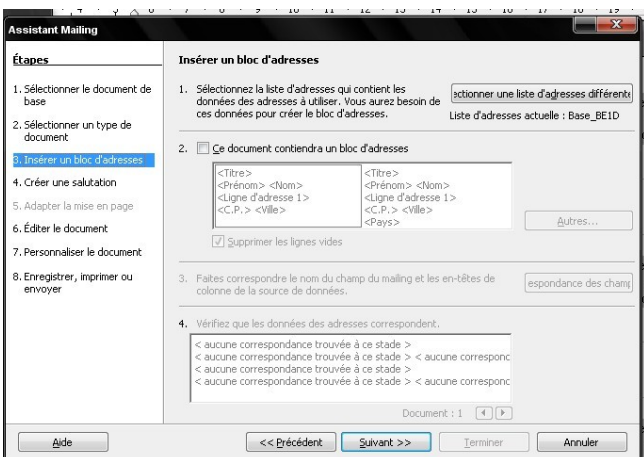 Assistant Mailing
Étapes
1. Sélectionner le document de
base
2. Sélectionner un type de
document
3. Insérer un bloc d'adresses
4. Créer une salutation
5. Adapter la mise en page
6. Éditer le document
7. Personnaliser le document
8. Enregistrer, imprimer ou
envoyer
Insérer un bloc d'adresses
1. Sélectionnez la liste d'adresses qui contient les
données des adresses à utiliser. Vous aurez besoin de
ces données pour créer le bloc d'adresses.
ectionner une liste d'adresses différente
Liste d'adresses actuelle : Base_BE1D
2. Ce document contiendra un bloc d'adresses
<Titre>
<Prénom> <Nom>
<Ligne d'adresse 1>
<C.P.> <Ville>
<Titre>
<Prénom> <Nom>
<Ligne d'adresse 1>
<C.P.> <Ville>
<Pays>
Autres...
Supprimer les lignes vides
3. Faites correspondre le nom du champ du mailing et les en-têtes de
colonne de la source de données.
espondance des champ
4. Vérifiez que les données des adresses correspondent.
< aucune correspondance trouvée à ce stade >
< aucune correspondance trouvée à ce stade > < aucune correspond
< aucune correspondance trouvée à ce stade >
< aucune correspondance trouvée à ce stade > < aucune correspond
Document : 1
Aide
<< Précédent
Suivant >>
Terminer
Annuler